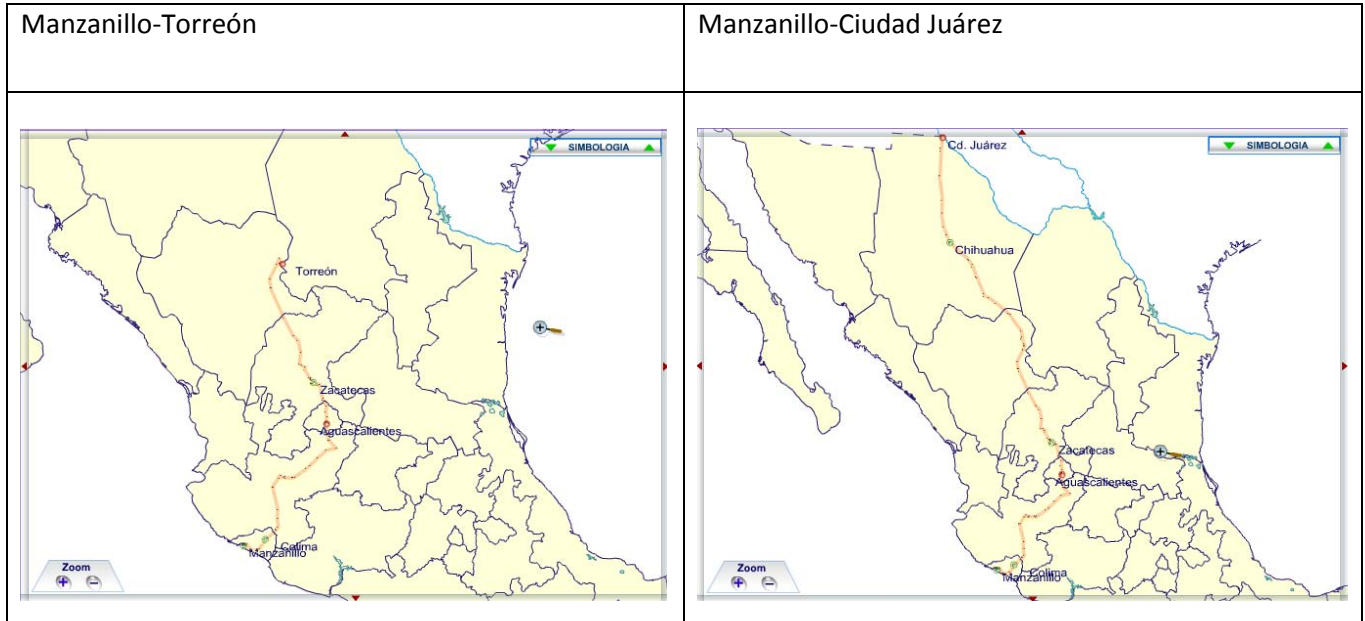 Manzanillo-Torreón
SIMBOLOGIA
Torreón
Zacatecas
Aguascalientes
Colima
Manzanillo
Zoom
Manzanillo-Ciudad Juárez
SIMBOLOGIA
Cd. Juárez
Chihuahua
Zacatecas
Aguascalientes
Colima
Manzanillo
Zoom